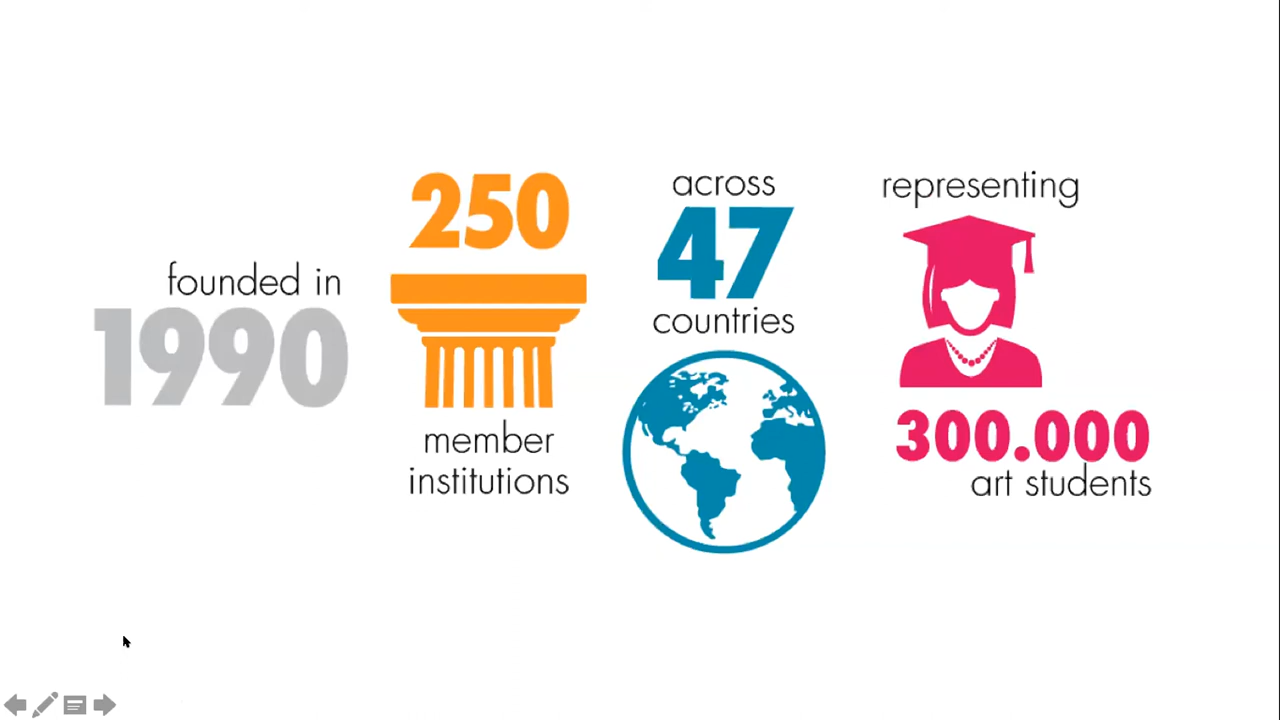 founded in
1990
250
member
institutions
across
47
countries
representing
300.000
art students